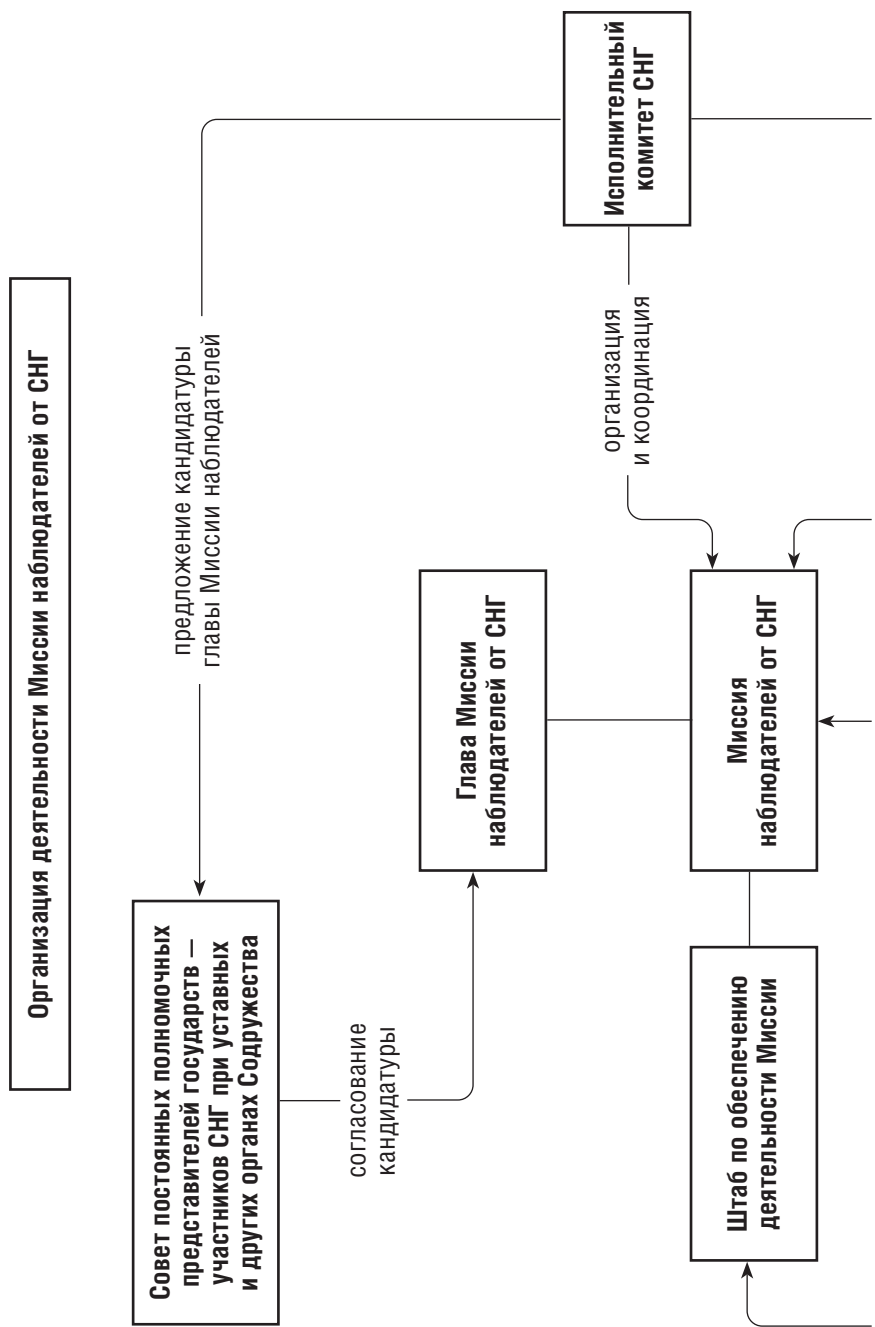 Организация деятельности Миссии наблюдателей от СНГ
Совет постоянных полномочных
представителей государств —
участников СНГ при уставных
и других органах Содружества
предложение кандидатуры
главы Миссии наблюдателей
согласование
кандидатуры
Глава Миссии
наблюдателей от СНГ
организация
и координация
Исполнительный
комитет СНГ
Штаб по обеспечению
деятельности Миссии
Миссия
наблюдателей от СНГ